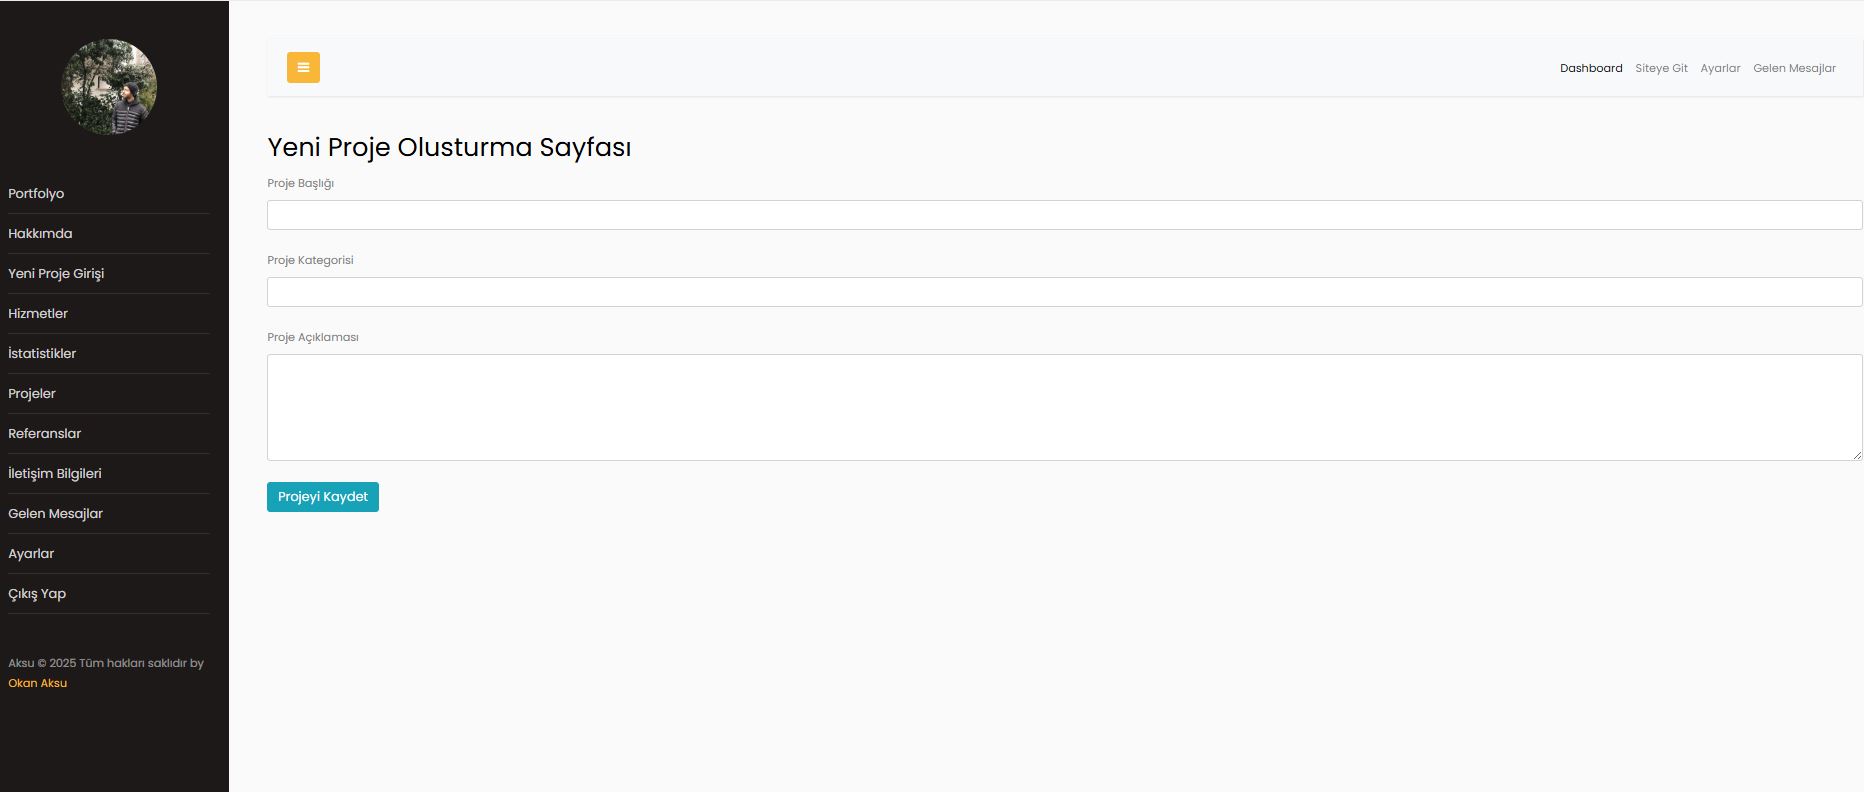 Portfolyo
Hakkımda
Yeni Proje Girişi
Hizmetler
İstatistikler
Projeler
Referanslar
İletişim Bilgileri
Gelen Mesajlar
Ayarlar
Çıkış Yap
Aksu © 2025 Tüm hakları saklıdır by
Okan Aksu
Dashboard Siteye Git Ayarlar Gelen Mesajlar
Yeni Proje Olusturma Sayfası
Proje Başlığı
Proje Kategorisi
Proje Açıklaması
Projeyi Kaydet